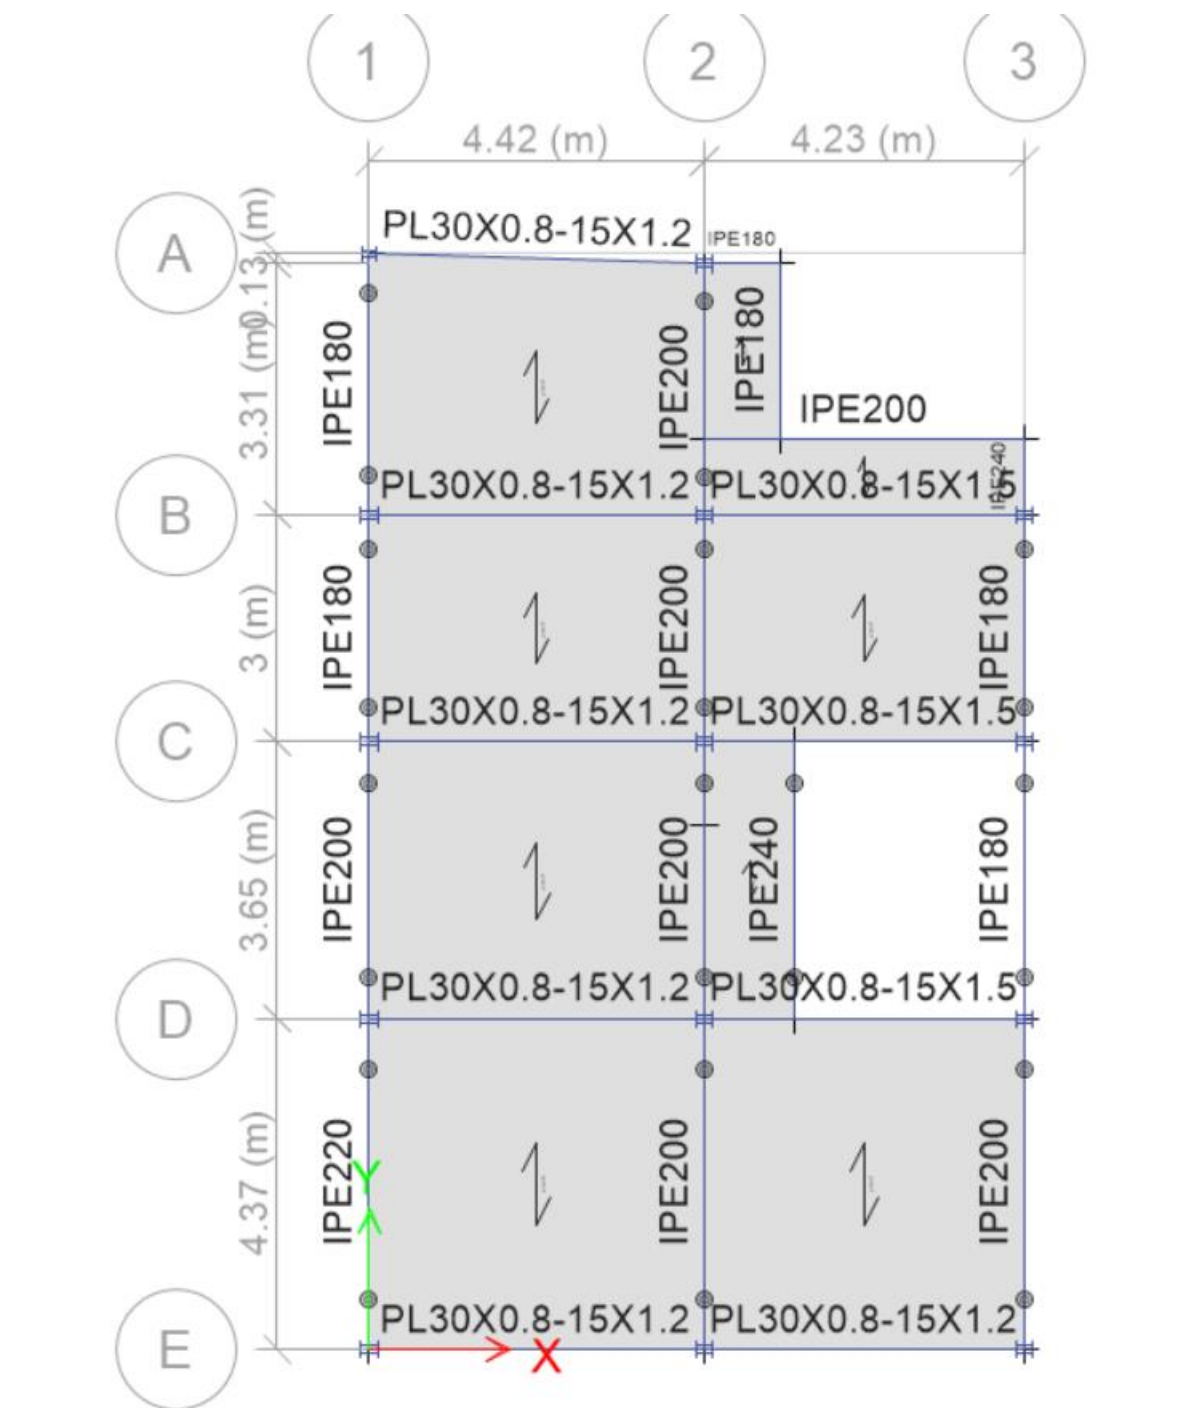 1 2 3
4.42 (m) 4.23 (m)
A
0.13 (m)
PL30X0.8-15X1.2 IPE180
3.31 (m)
IPE180 IPE200 IPE180
IPE200
IPE240
B
PL30X0.8-15X1.2 PL30X0.8-15X1.5
3 (m)
IPE180 IPE200 IPE180
C
PL30X0.8-15X1.2 PL30X0.8-15X1.5
3.65 (m)
IPE200 IPE200 IPE240 IPE180
D
PL30X0.8-15X1.2 PL30X0.8-15X1.5
4.37 (m)
IPE220 IPE200 IPE200
Y
E
PL30X0.8-15X1.2 PL30X0.8-15X1.2
X